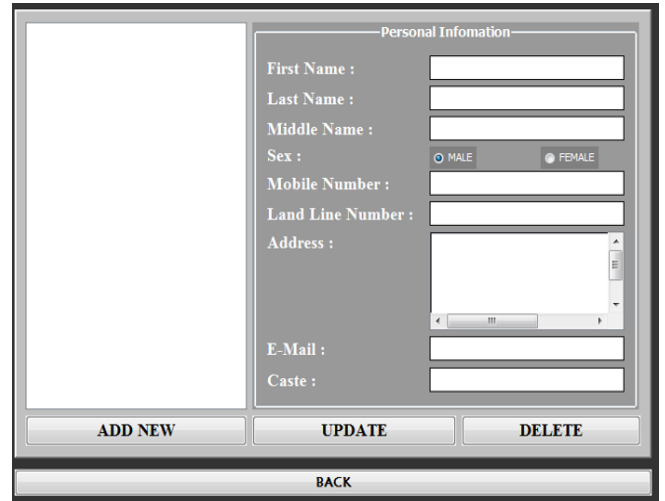 Personal Infomation
First Name :
Last Name :
Middle Name :
Sex : MALE FEMALE
Mobile Number :
Land Line Number :
Address :
E-Mail :
Caste :
ADD NEW UPDATE DELETE
BACK